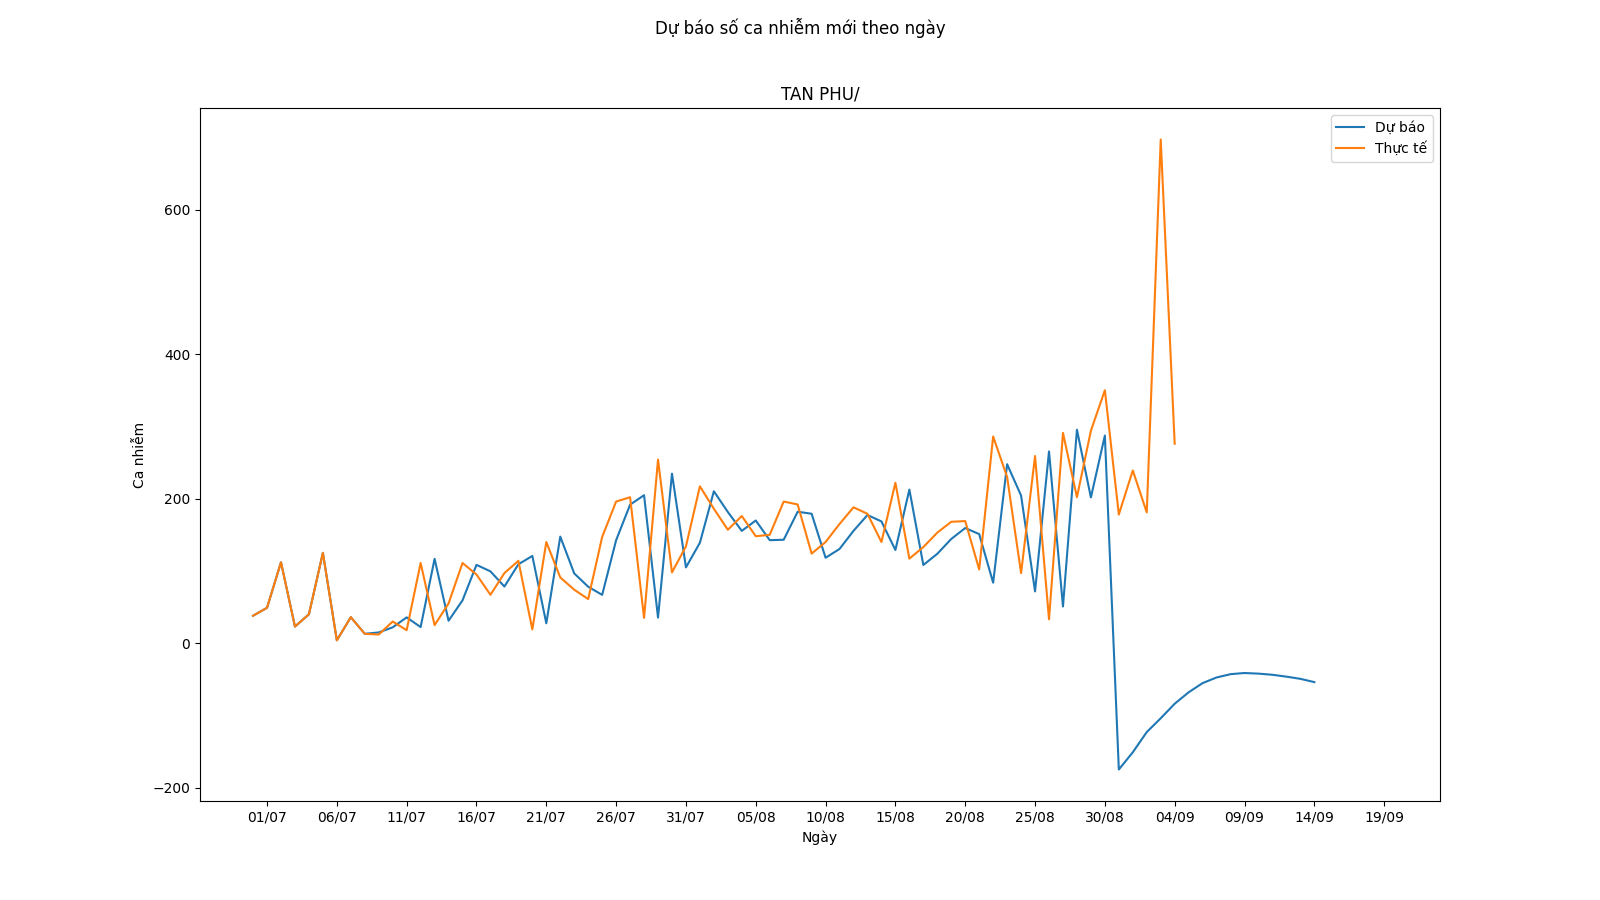 Dự báo số ca nhiễm mới theo ngày
TAN PHU/
Dự báo
Thực tế
600
400
200
0
−200
Ca nhiễm
01/07 06/07 11/07 16/07 21/07 26/07 31/07 05/08 10/08 15/08 20/08 25/08 30/08 04/09 09/09 14/09 19/09
Ngày